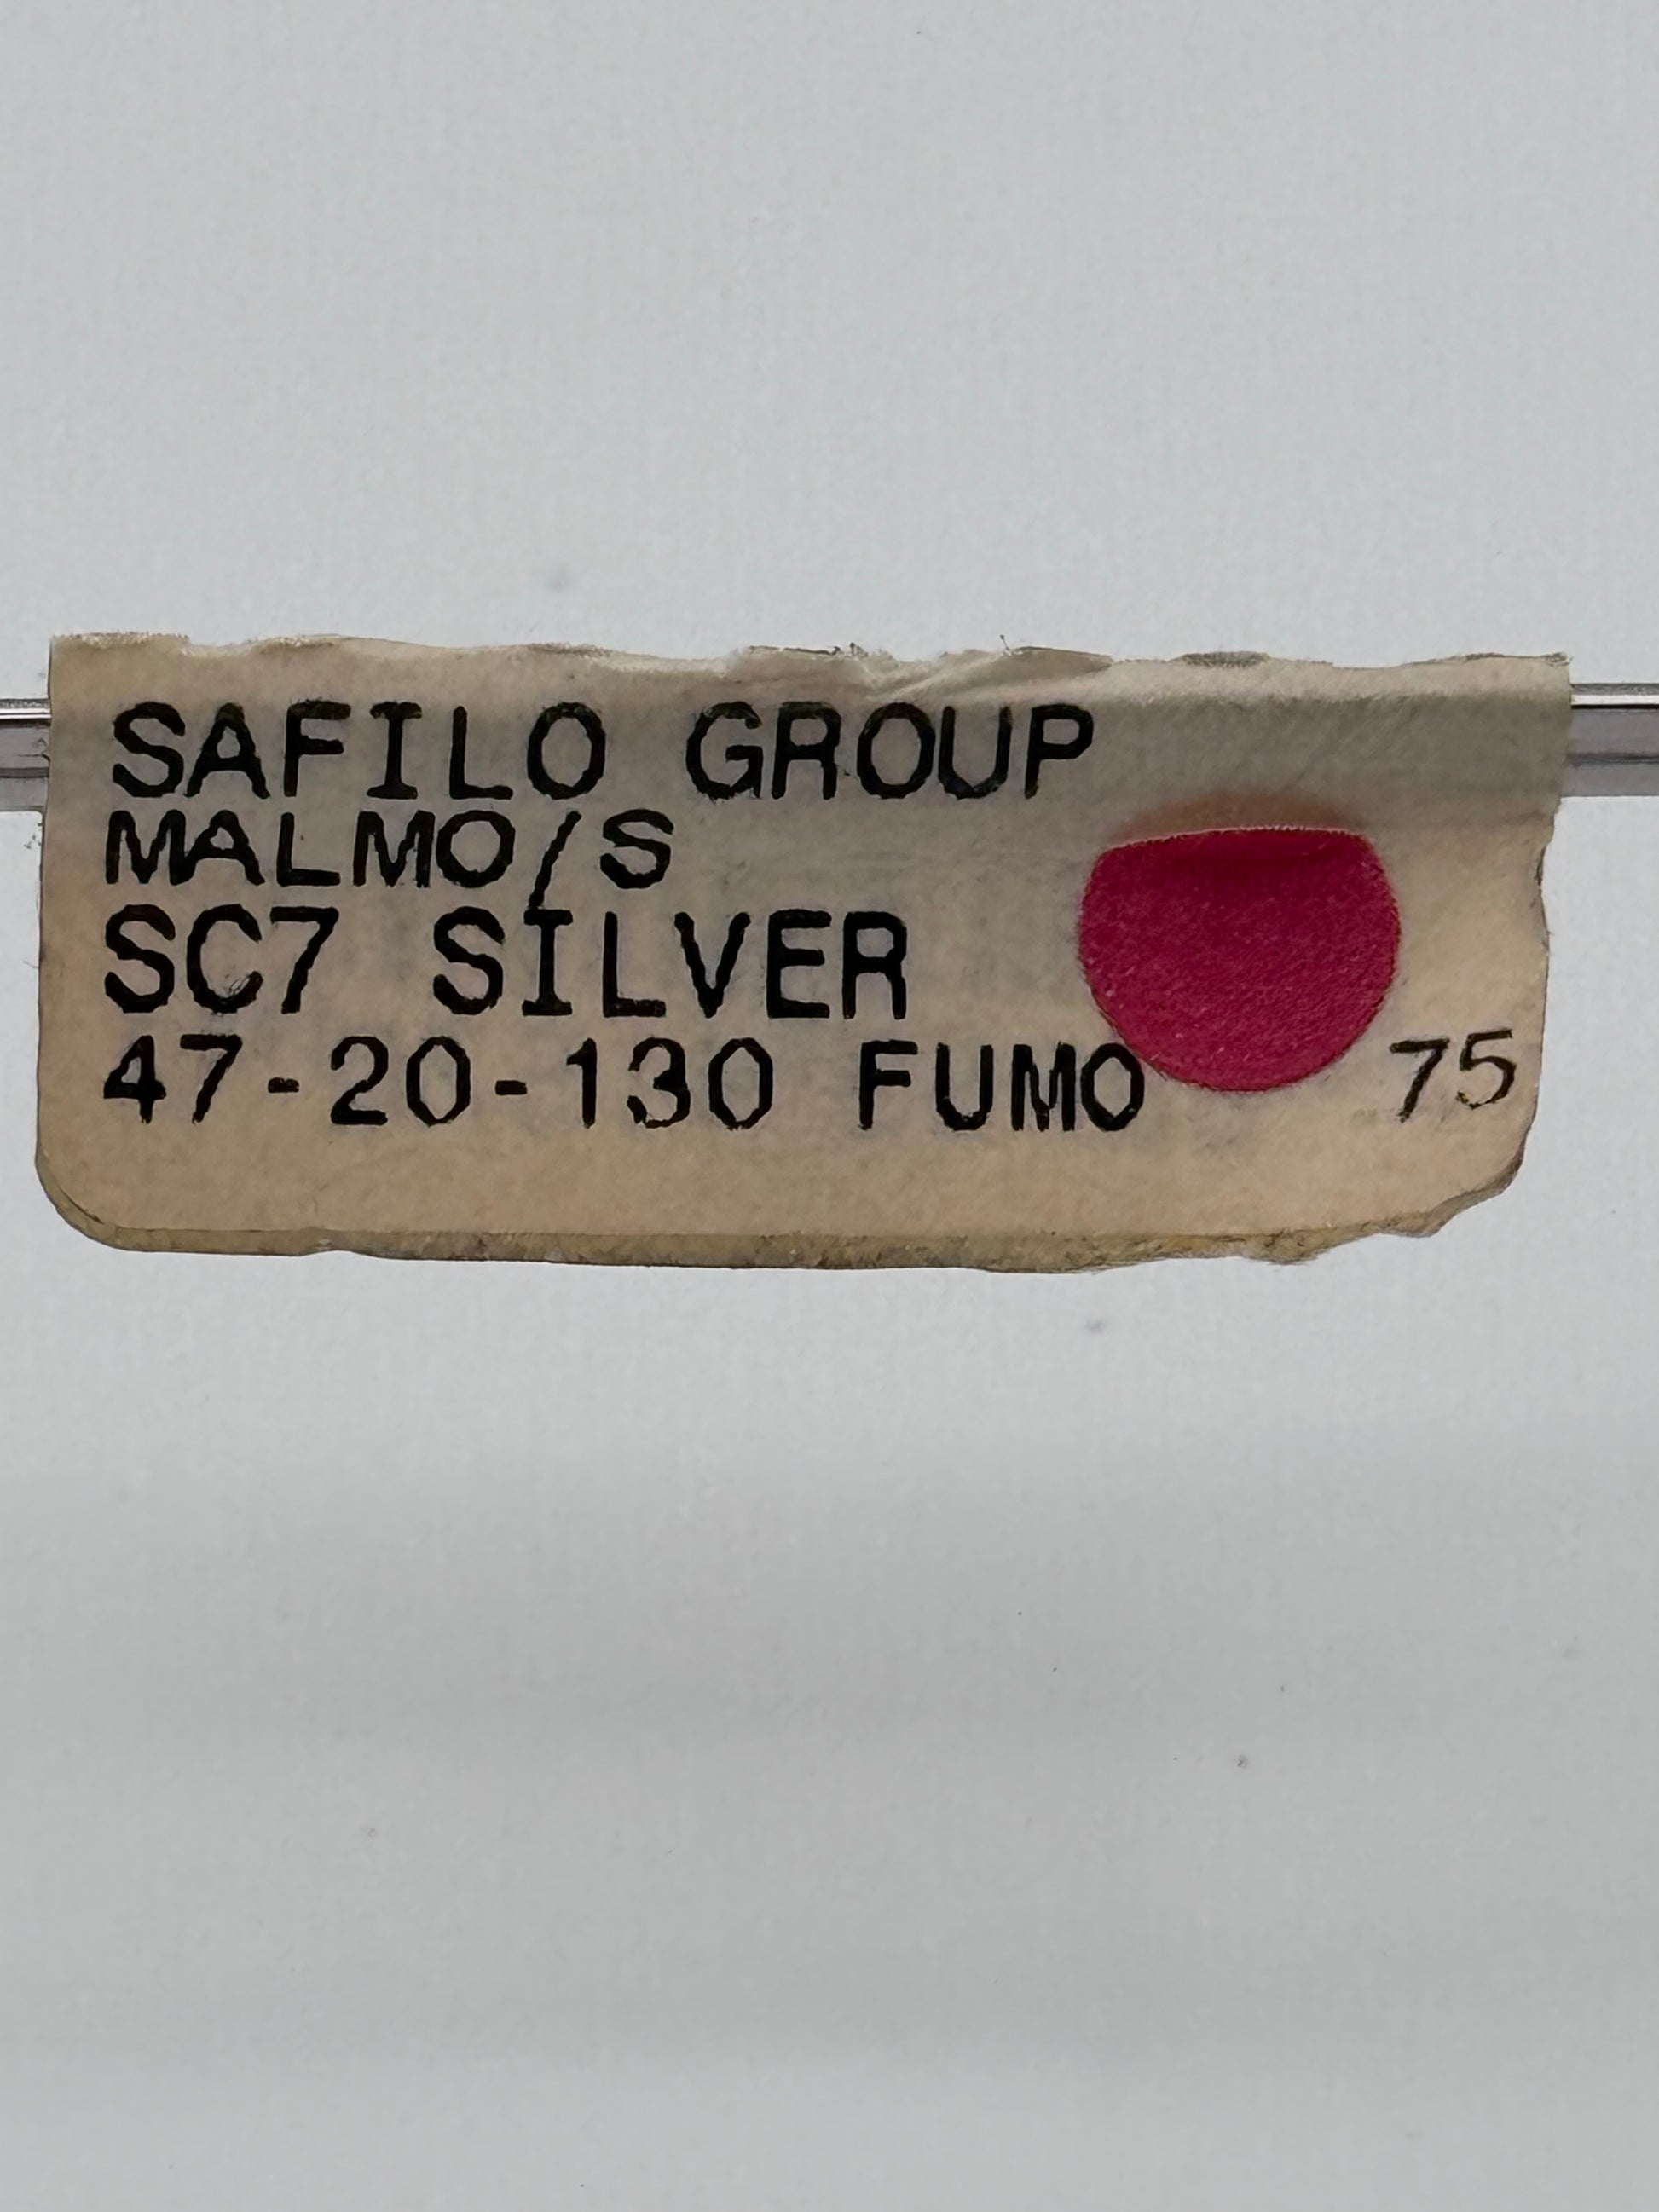 SAFILO GROUP
MALMO/S
SC7 SILVER
47-20-130 FUMO 75